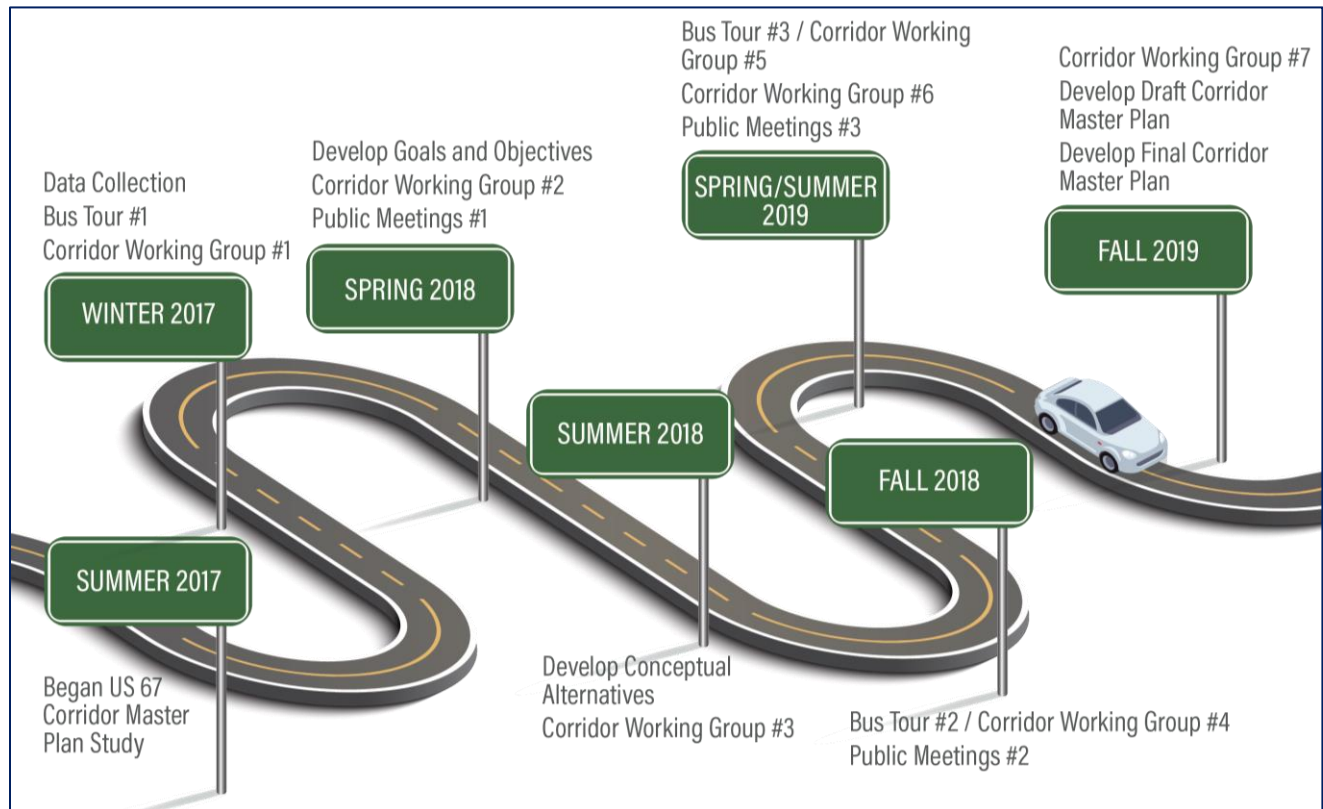 Began US 67
Corridor Master
Plan Study
SUMMER 2017
Data Collection
Bus Tour #1
Corridor Working Group #1
WINTER 2017
Develop Goals and Objectives
Corridor Working Group #2
Public Meetings #1
SPRING 2018
SUMMER 2018
Develop Conceptual
Alternatives
Corridor Working Group #3
FALL 2018
Bus Tour #2 / Corridor Working Group #4
Public Meetings #2
Bus Tour #3 / Corridor Working
Group #5
Corridor Working Group #6
Public Meetings #3
SPRING/SUMMER
2019
Corridor Working Group #7
Develop Draft Corridor
Master Plan
Develop Final Corridor
Master Plan
FALL 2019